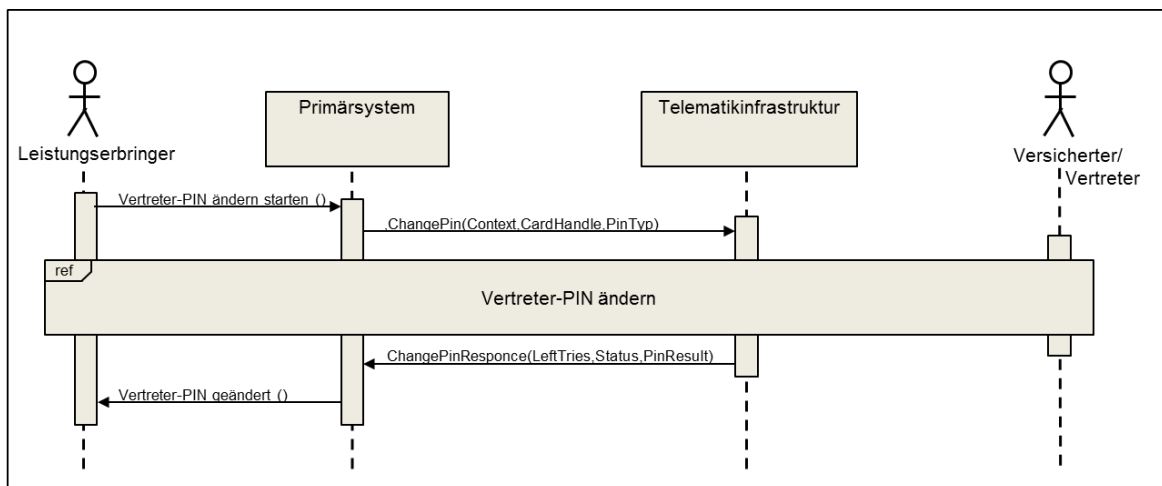 Primärsystem
Telematikinfrastruktur
Leistungserbringer
Versicherter/
Vertreter
Vertreter-PIN ändern starten ()
,ChangePin(Context,CardHandle,PinTyp)
ref
Vertreter-PIN ändern
ChangePinResponce(LeftTries,Status,PinResult)
Vertreter-PIN geändert ()